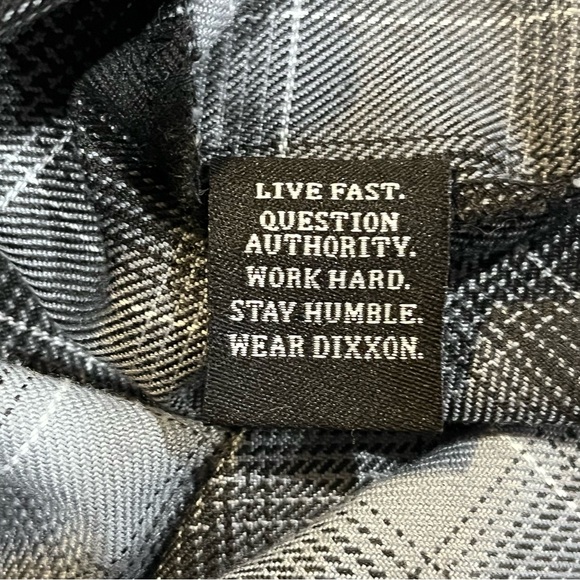 LIVE FAST.
QUESTION
AUTHORITY.
WORK HARD.
STAY HUMBLE.
WEAR DIXXON.